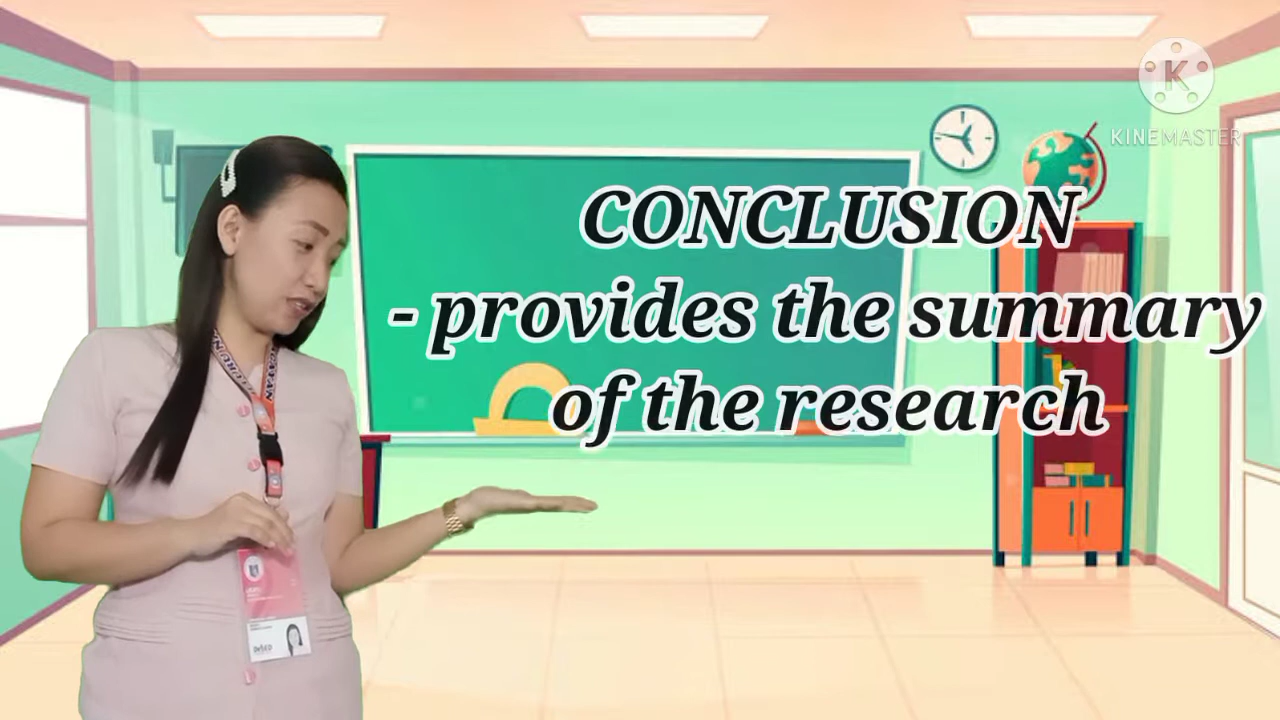 K
KINEMASTER
CONCLUSION
- provides the summary
of the research